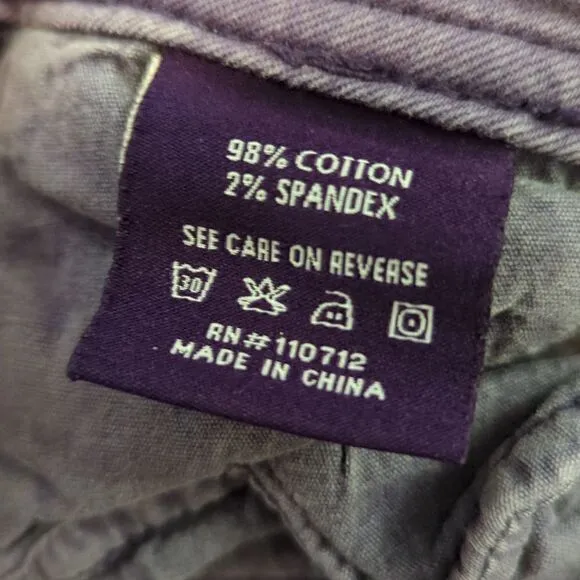 98% COTTON
2% SPANDEX
SEE CARE ON REVERSE
30
RN# 110712
MADE IN CHINA